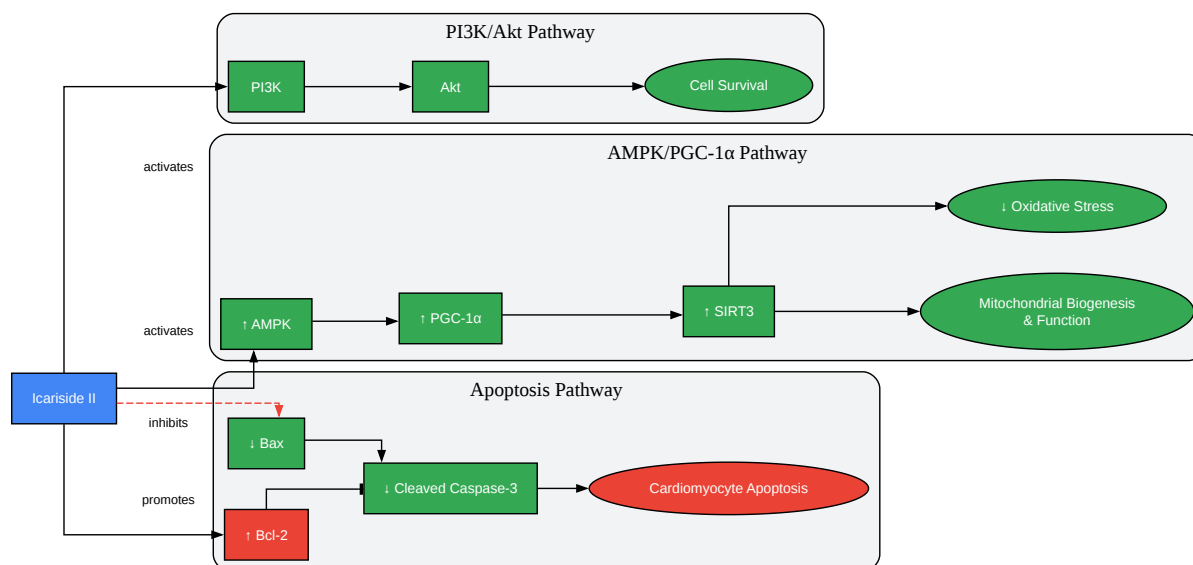 PI3K/Akt Pathway
PI3K
Akt
Cell Survival
activates
AMPK/PGC-1α Pathway
↓ Oxidative Stress
activates
↑ AMPK
↑ PGC-1α
↑ SIRT3
Mitochondrial Biogenesis
& Function
Icariside II
inhibits
promotes
Apoptosis Pathway
↓ Bax
↓ Cleaved Caspase-3
Cardiomyocyte Apoptosis
↑ Bcl-2